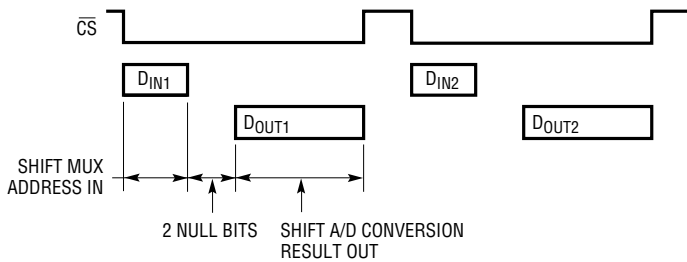 CS
DIN1
DIN2
DOUT1
DOUT2
SHIFT MUX
ADDRESS IN
2 NULL BITS
SHIFT A/D CONVERSION
RESULT OUT